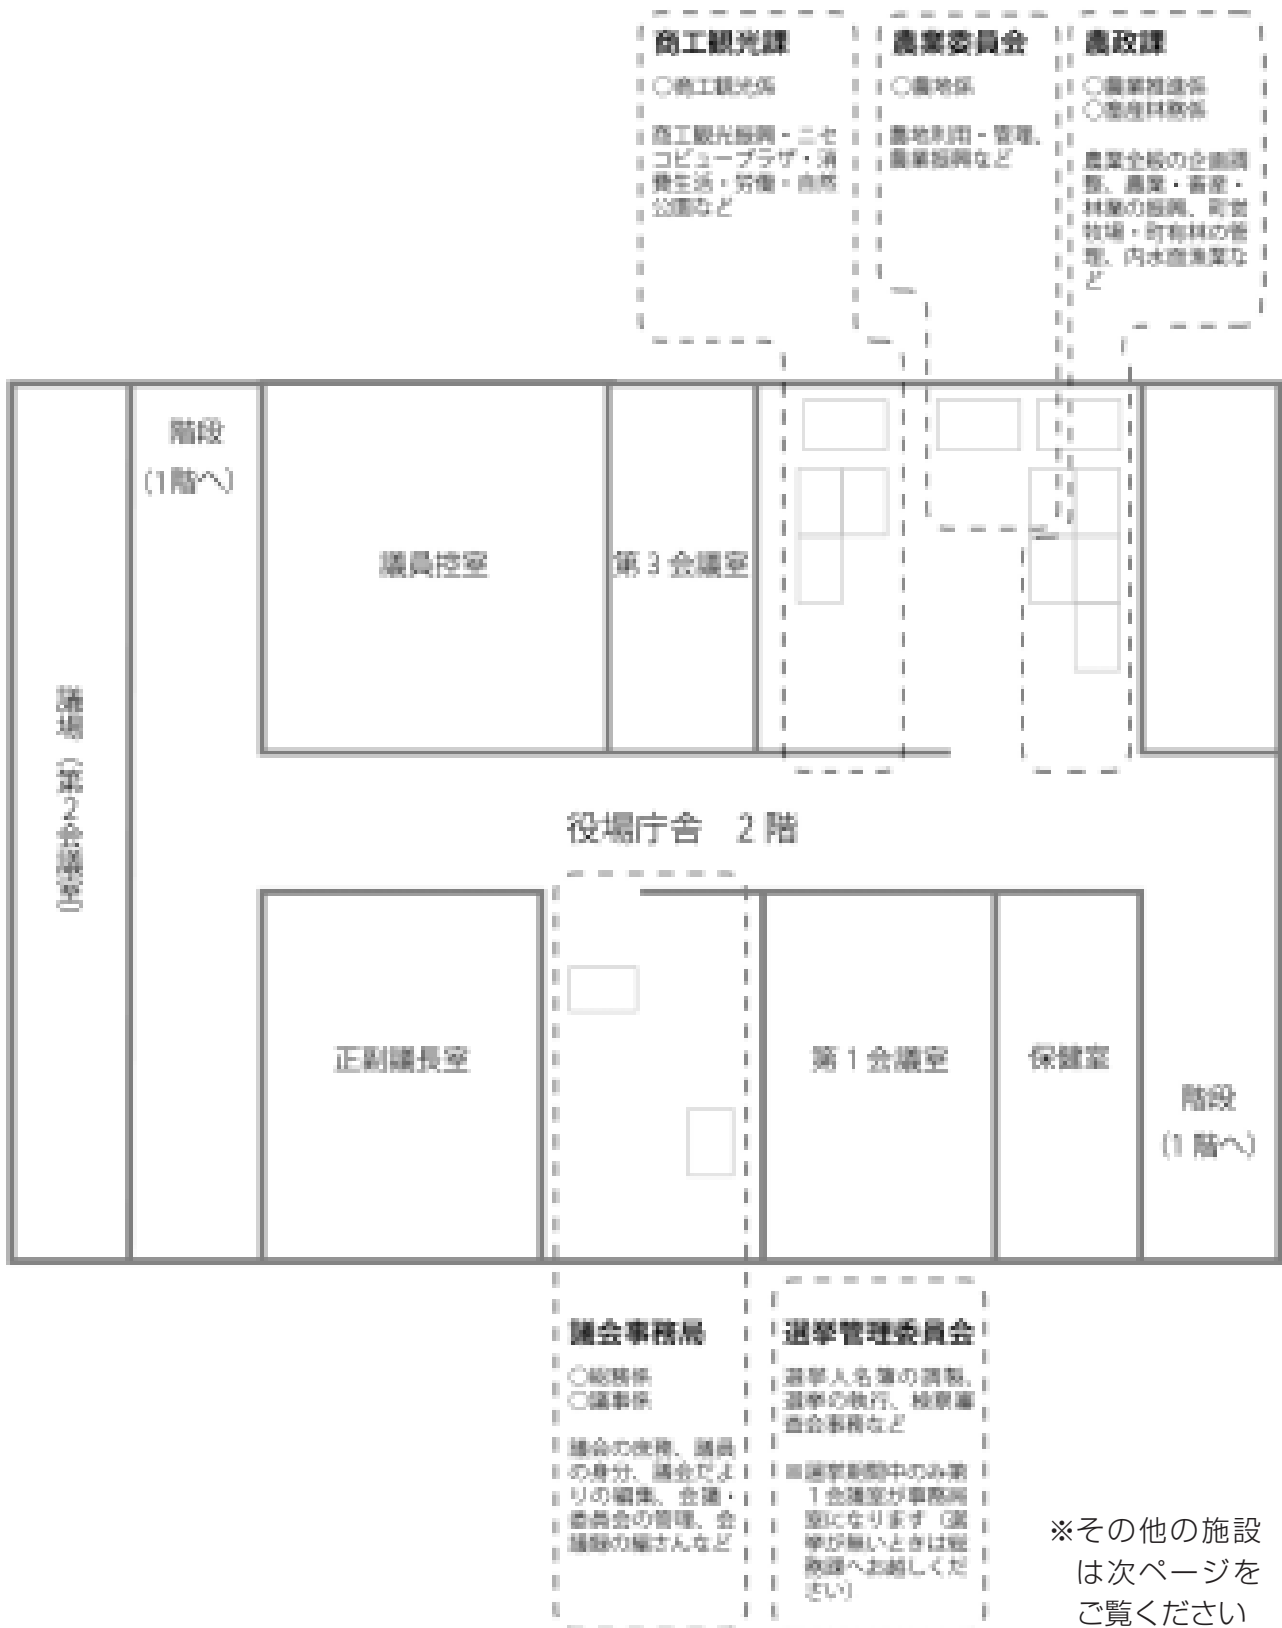 商工観光課
○商工観光係
商工観光振興・ニセ
コビュープラザ・消
費生活・労働・自然
公園など
農業委員会
○農地係
農地利用・管理、
農業振興など
農政課
○農業推進係
○畜産林務係
農業全般の企画調
整、農業・畜産・
林業の振興、町営
牧場・町有林の管
理、内水面漁業な
ど
階段
(1階へ)
議員控室
第3会議室
議場（第2会議室）
役場庁舎　2階
正副議長室
第1会議室
保健室
階段
(1階へ)
議会事務局
○総務係
○議事係
議会の庶務、議員
の身分、議会だよ
りの編集、会議・
委員会の管理、会
議録の編さんなど
選挙管理委員会
選挙人名簿の調製、
選挙の執行、検察審
査会事務など
※選挙期間中のみ第
1会議室が事務局
室になります（選
挙が無いときは総
務課へお越しくだ
さい）
※その他の施設
は次ページを
ご覧ください